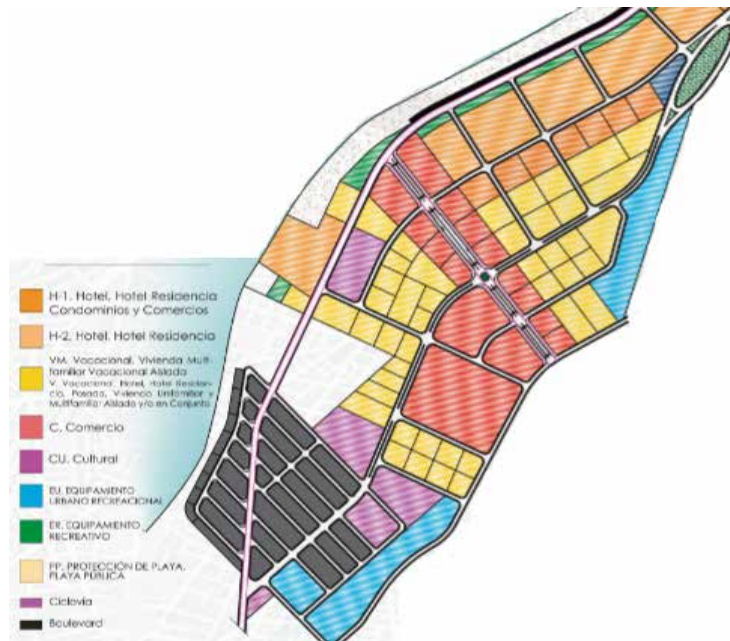 H-1. Hotel, Hotel Residencia
Condominios y Comercios
H-2. Hotel, Hotel Residencia
VM. Vacacional, Vivienda Mult-
familiar Vacacional Aislada
V. Vacacional, Hotel, Hotel Residen-
cia, Posada, Vivienda Unifamiliar y
Multifamiliar Aislada y/o en Conjunto
C. Comercio
CU. Cultural
EU. EQUIPAMIENTO
URBANO RECREACIONAL
ER. EQUIPAMIENTO
RECREATIVO
PP. PROTECCIÓN DE PLAYA,
PLAYA PÚBLICA
Ciclovia
Boulevard